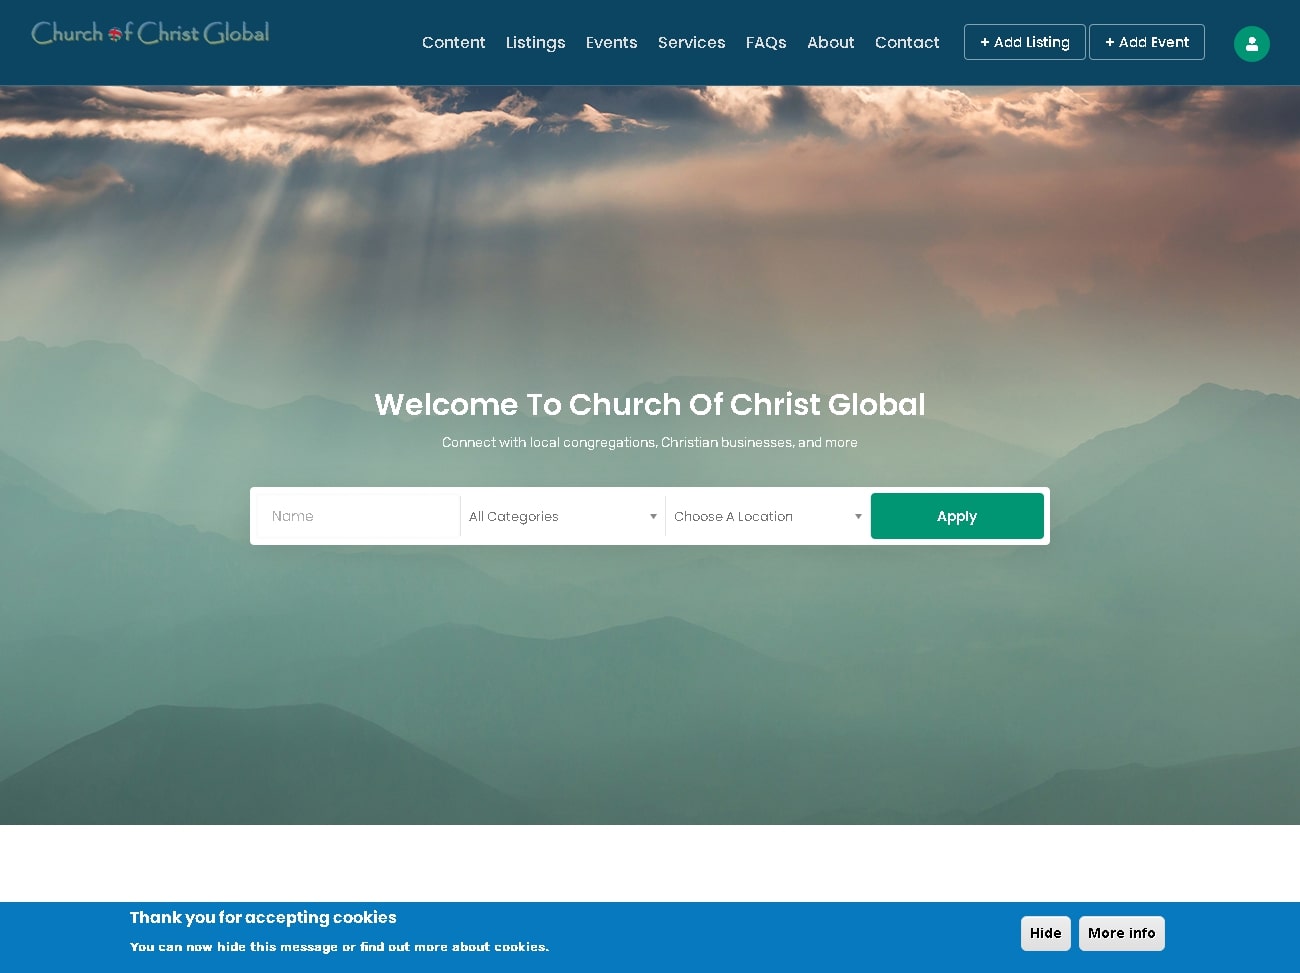 Church of Christ Global
Content Listings Events Services FAQs About Contact + Add Listing + Add Event
Welcome To Church Of Christ Global
Connect with local congregations, Christian businesses, and more
Name All Categories Choose A Location Apply
Thank you for accepting cookies
You can now hide this message or find out more about cookies.
Hide More info